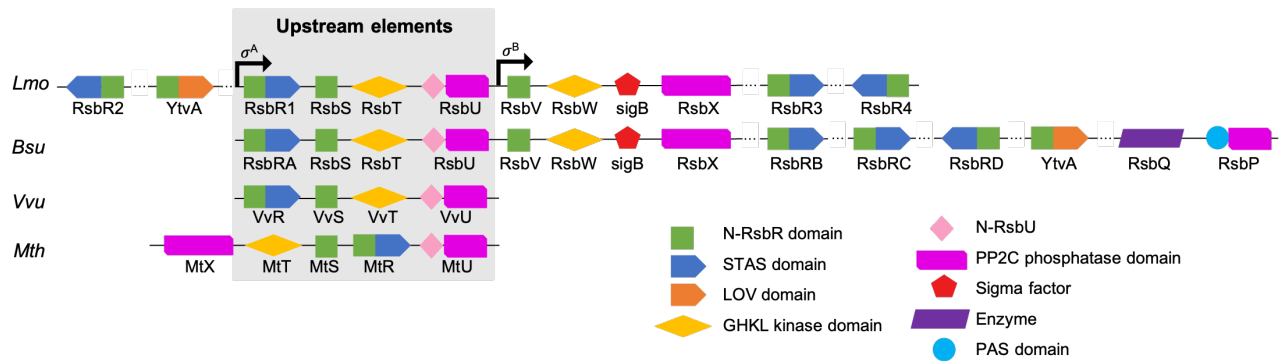 Upstream elements
σA
σB
Lmo
RsbR2 YtvA RsbR1 RsbS RsbT RsbU RsbV RsbW sigB RsbX RsbR3 RsbR4
Bsu
RsbRA RsbS RsbT RsbU RsbV RsbW sigB RsbX RsbRB RsbRC RsbRD YtvA RsbQ RsbP
Vvu
VvR VvS VvT VvU
Mth
MtX MtT MtS MtR MtU
N-RsbR domain
STAS domain
LOV domain
GHKL kinase domain
N-RsbU
PP2C phosphatase domain
Sigma factor
Enzyme
PAS domain